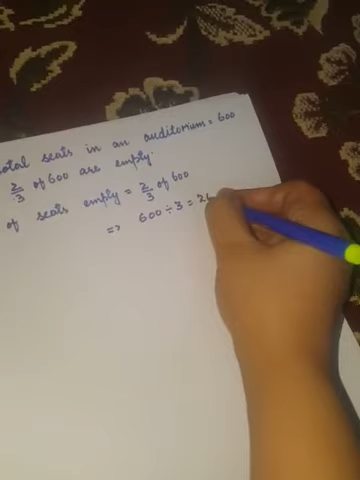 total seats in an auditorium = 600
2/3 of 600 are empty.
of seats empty = 2/3 of 600
=> 600 ÷ 3 = 2